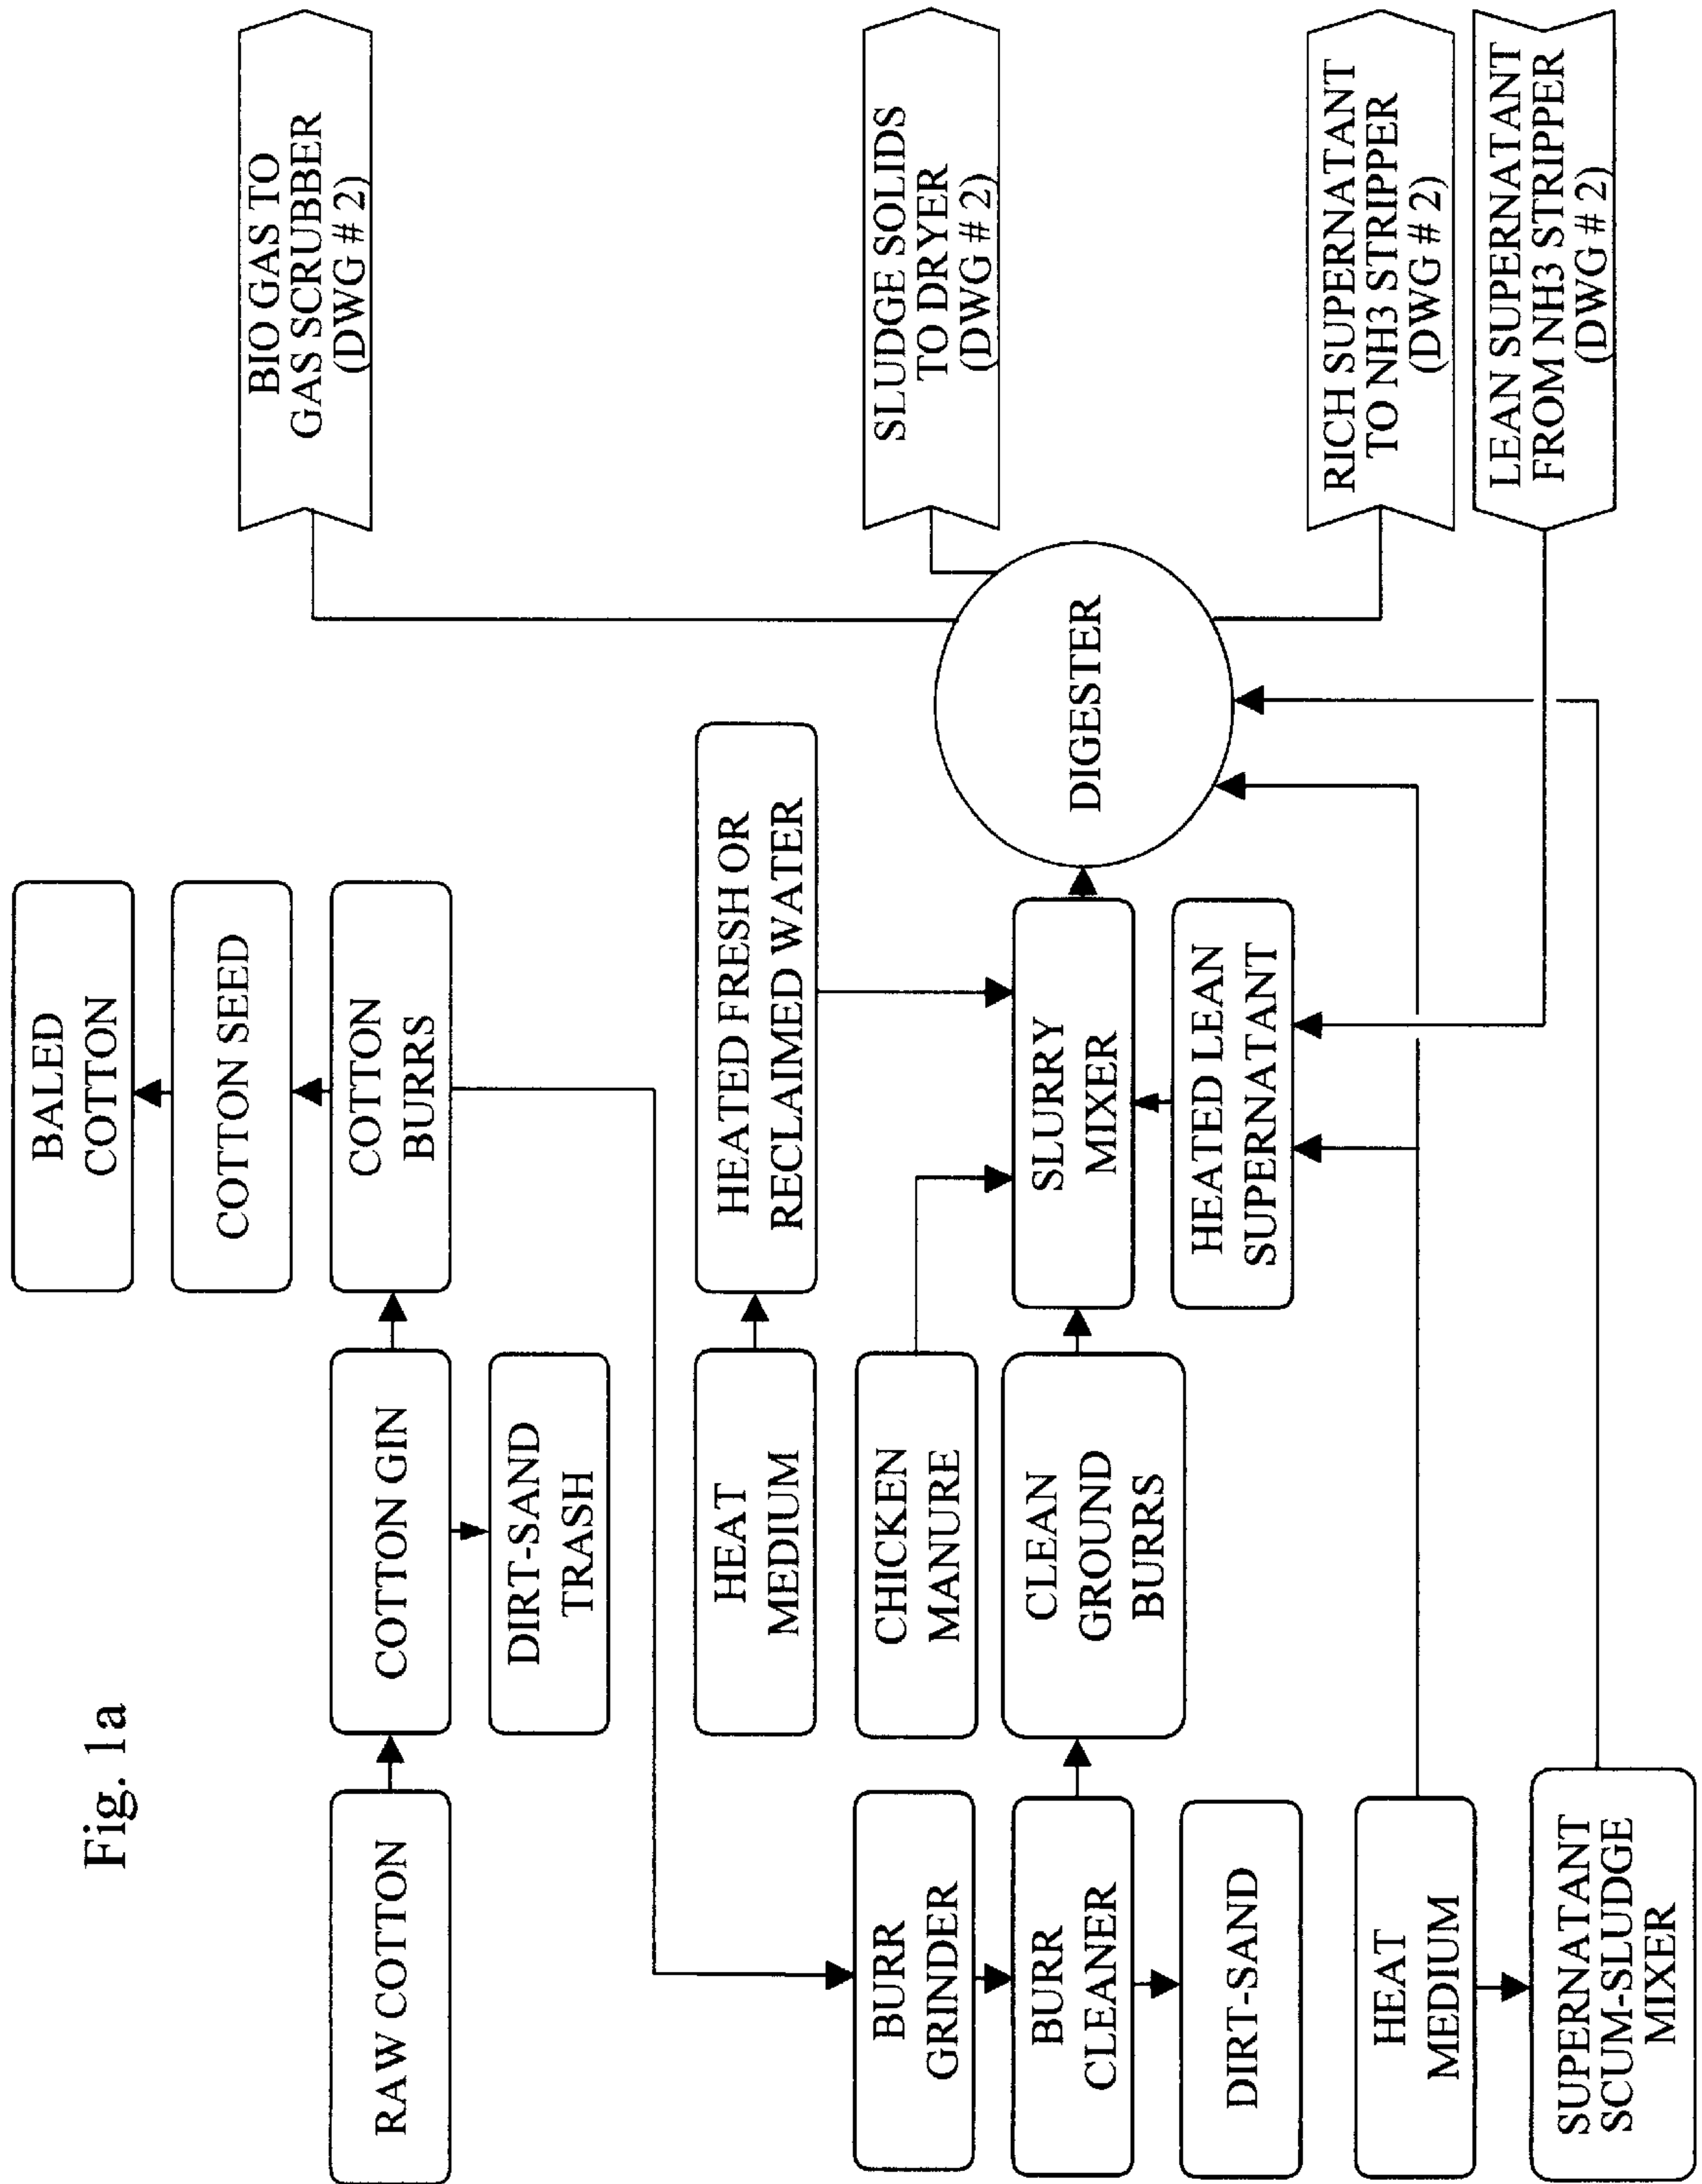 Fig. 1a
RAW COTTON
COTTON GIN
DIRT-SAND
TRASH
BALED
COTTON
COTTON SEED
COTTON
BURRS
BURR
GRINDER
BURR
CLEANER
DIRT-SAND
HEAT
MEDIUM
HEATED FRESH OR
RECLAIMED WATER
CHICKEN
MANURE
CLEAN
GROUND
BURRS
SLURRY
MIXER
HEATED LEAN
SUPERNATANT
HEAT
MEDIUM
SUPERNATANT
SCUM-SLUDGE
MIXER
DIGESTER
BIO GAS TO
GAS SCRUBBER
(DWG # 2)
SLUDGE SOLIDS
TO DRYER
(DWG # 2)
RICH SUPERNATANT
TO NH3 STRIPPER
(DWG # 2)
LEAN SUPERNATANT
FROM NH3 STRIPPER
(DWG # 2)